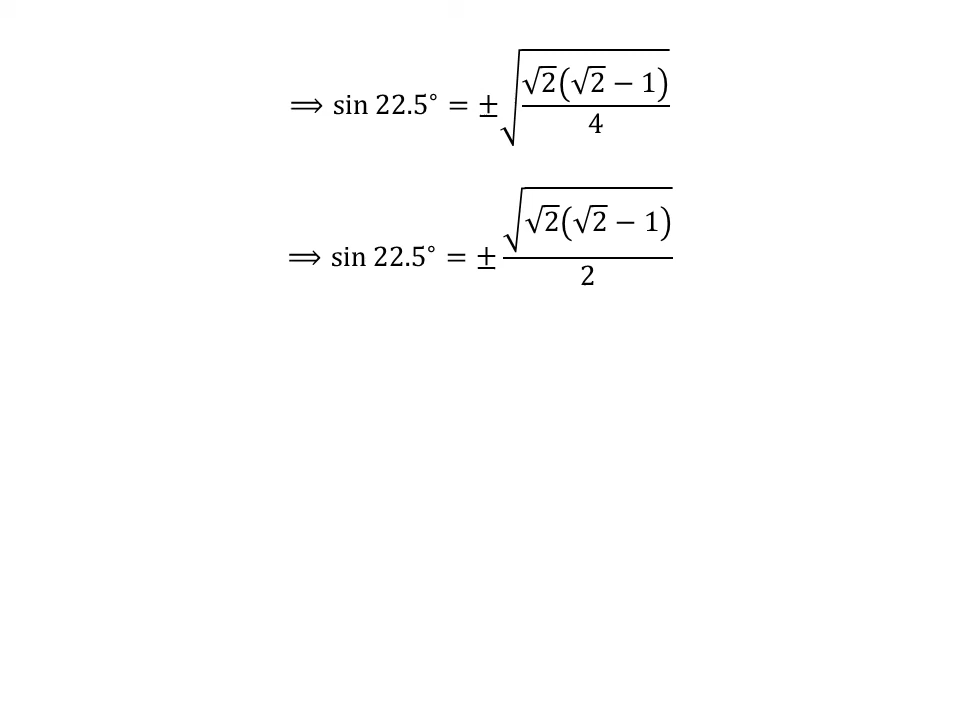 ⟹ sin 22.5° = ±√(√2(√2 − 1)/4)
⟹ sin 22.5° = ±√(√2(√2 − 1))/2